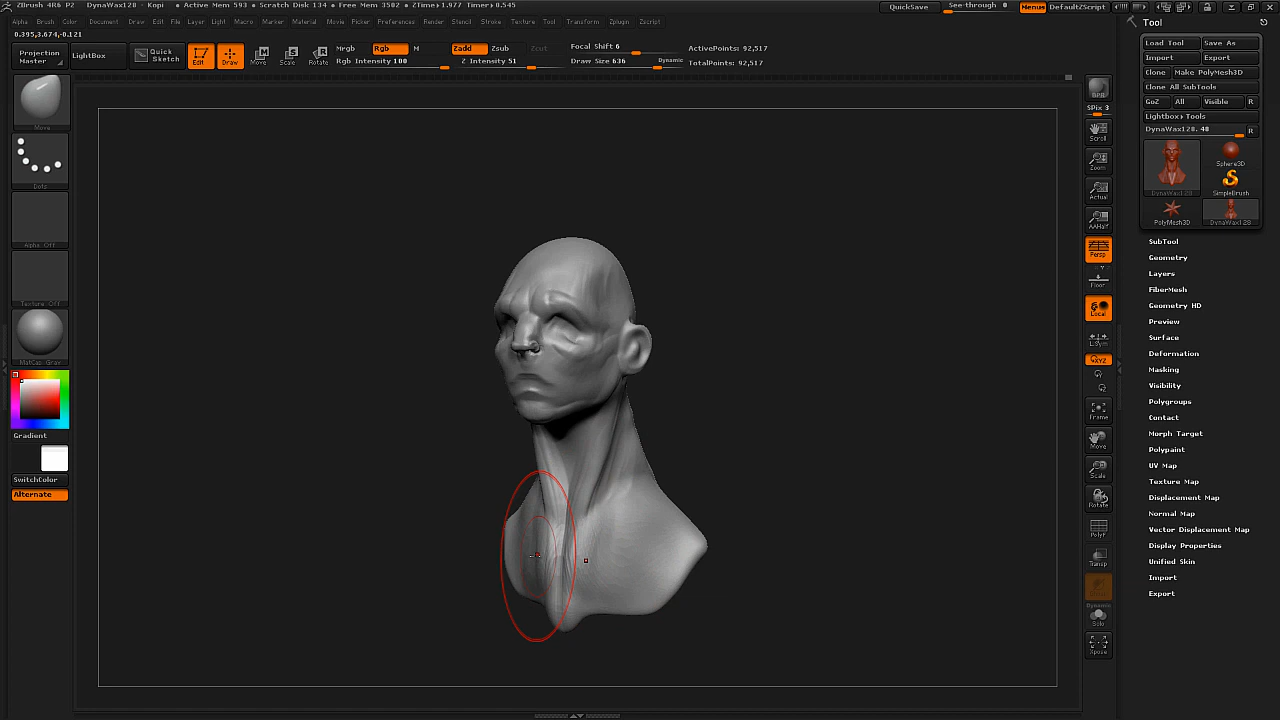 ZBrush 4R6 P2 DynaWax128 - Kopi • Active Mem 593 • Scratch Disk 134 • Free Mem 3502 • ZTime▸1.977 Timer▸0.545 QuickSave See-through 0 Menus DefaultZScript
Alpha Brush Color Document Draw Edit File Layer Light Macro Marker Material Movie Picker Preferences Render Stencil Stroke Texture Tool Transform Zplugin Zscript
Tool
0.395,3.674,-0.121
Projection Master
LightBox
Quick Sketch
Edit
Draw
Move
Scale
Rotate
Mrgb Rgb M
Rgb Intensity 100
Zadd Zsub Zcut
Z Intensity 51
Focal Shift 6
Draw Size 636 Dynamic
ActivePoints: 92,517
TotalPoints: 92,517
Move
Dots
Alpha Off
Texture Off
MatCap Gray
Gradient
SwitchColor
Alternate
BPR
SPix 3
Scroll
Zoom
Actual
AAHalf
Persp
Floor
Local
L.Sym
XYZ
Frame
Move
Scale
Rotate
PolyF
Transp
Dynamic
Solo
Xpose
Load Tool Save As
Import Export
Clone Make PolyMesh3D
Clone All SubTools
GoZ All Visible R
Lightbox▸Tools
DynaWax128. 48 R
DynaWax128
Sphere3D
SimpleBrush
PolyMesh3D
DynaWax128
SubTool
Geometry
Layers
FiberMesh
Geometry HD
Preview
Surface
Deformation
Masking
Visibility
Polygroups
Contact
Morph Target
Polypaint
UV Map
Texture Map
Displacement Map
Normal Map
Vector Displacement Map
Display Properties
Unified Skin
Import
Export